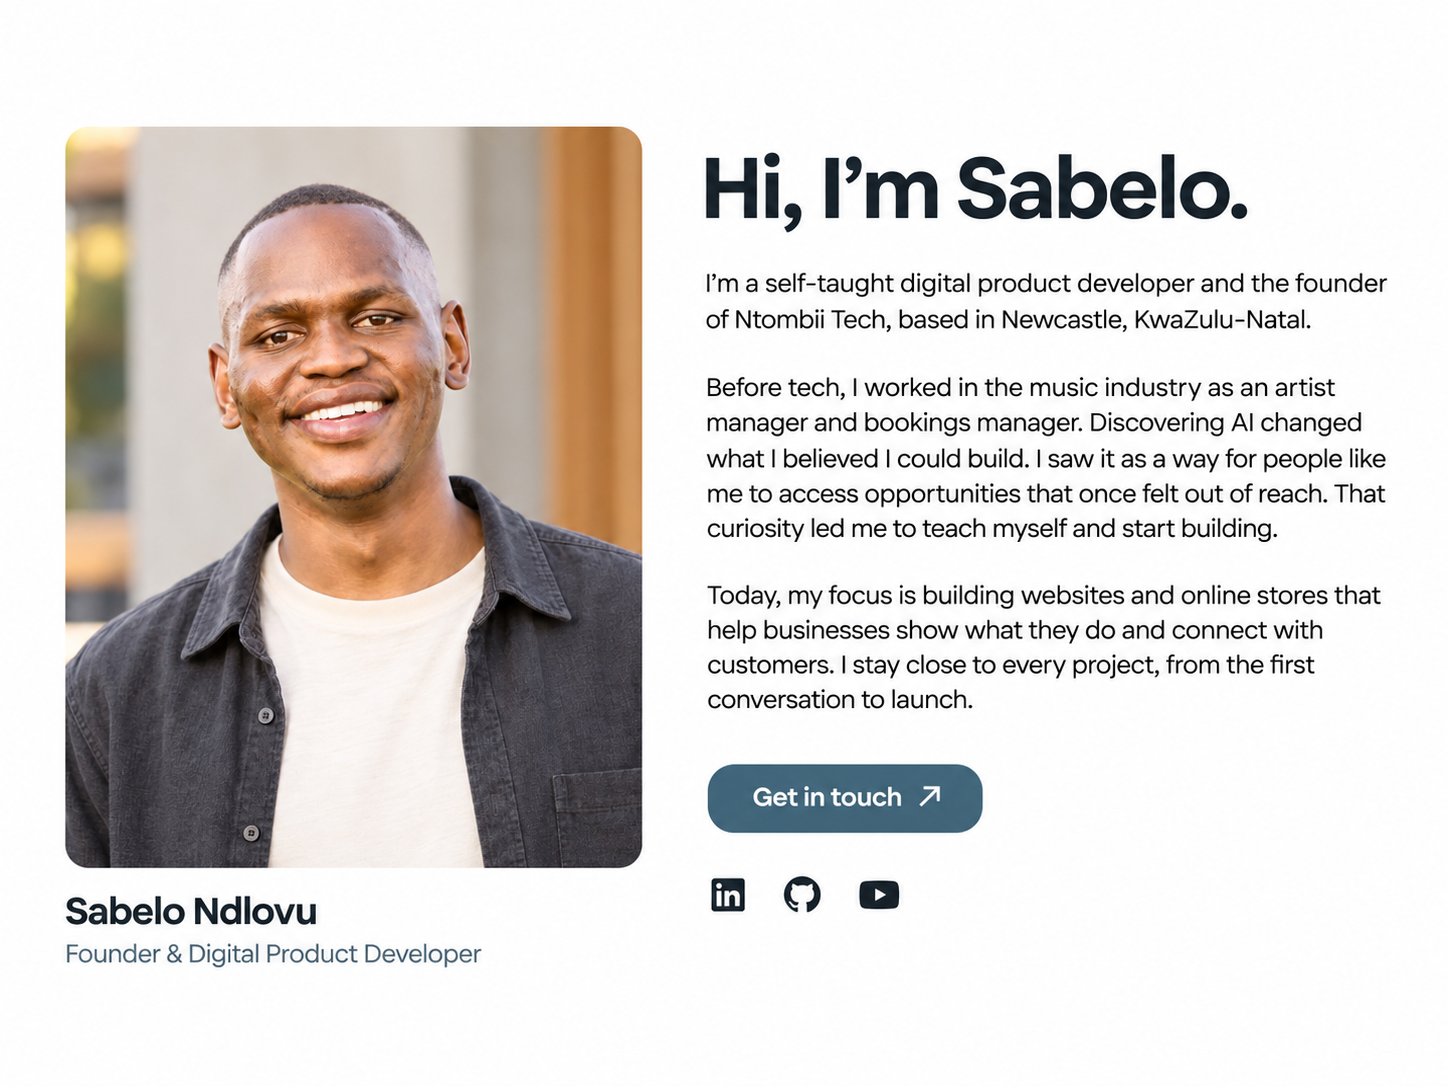 Hi, I’m Sabelo.
I’m a self-taught digital product developer and the founder
of Ntombii Tech, based in Newcastle, KwaZulu-Natal.
Before tech, I worked in the music industry as an artist
manager and bookings manager. Discovering AI changed
what I believed I could build. I saw it as a way for people like
me to access opportunities that once felt out of reach. That
curiosity led me to teach myself and start building.
Today, my focus is building websites and online stores that
help businesses show what they do and connect with
customers. I stay close to every project, from the first
conversation to launch.
Get in touch
in
Sabelo Ndlovu
Founder & Digital Product Developer